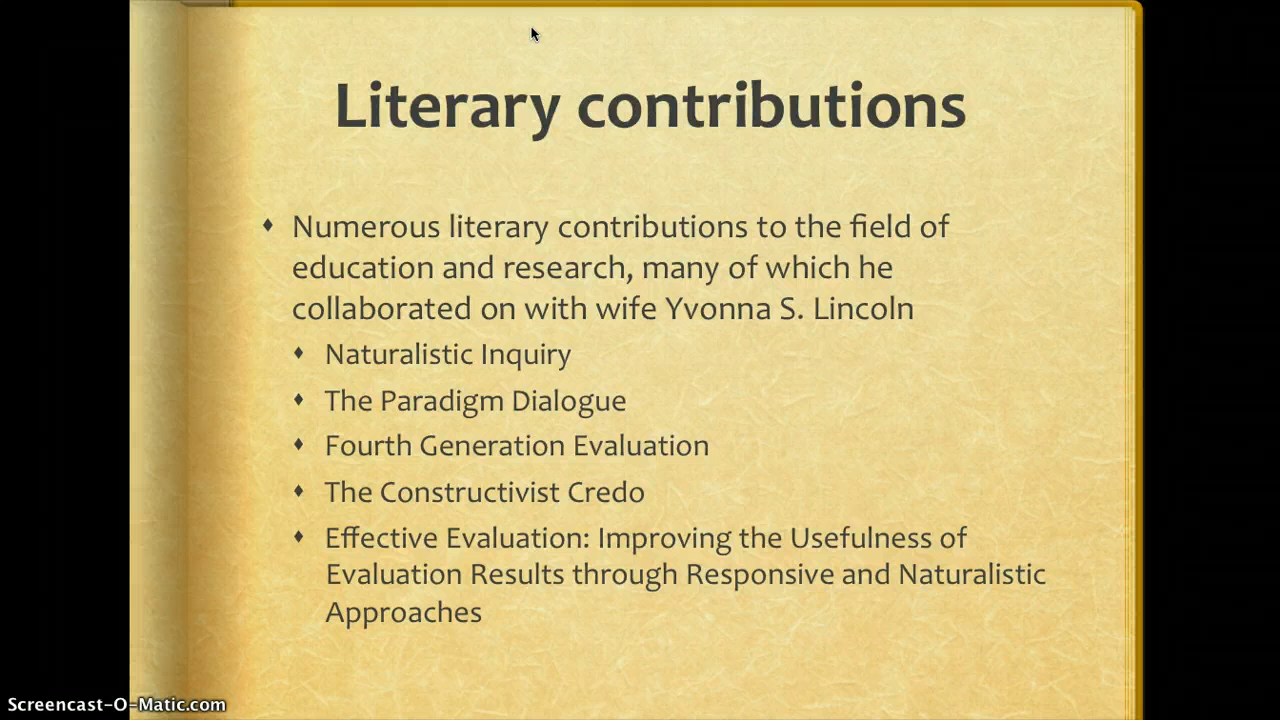 Literary contributions
Numerous literary contributions to the field of
education and research, many of which he
collaborated on with wife Yvonna S. Lincoln
Naturalistic Inquiry
The Paradigm Dialogue
Fourth Generation Evaluation
The Constructivist Credo
Effective Evaluation: Improving the Usefulness of
Evaluation Results through Responsive and Naturalistic
Approaches
Screencast-O-Matic.com